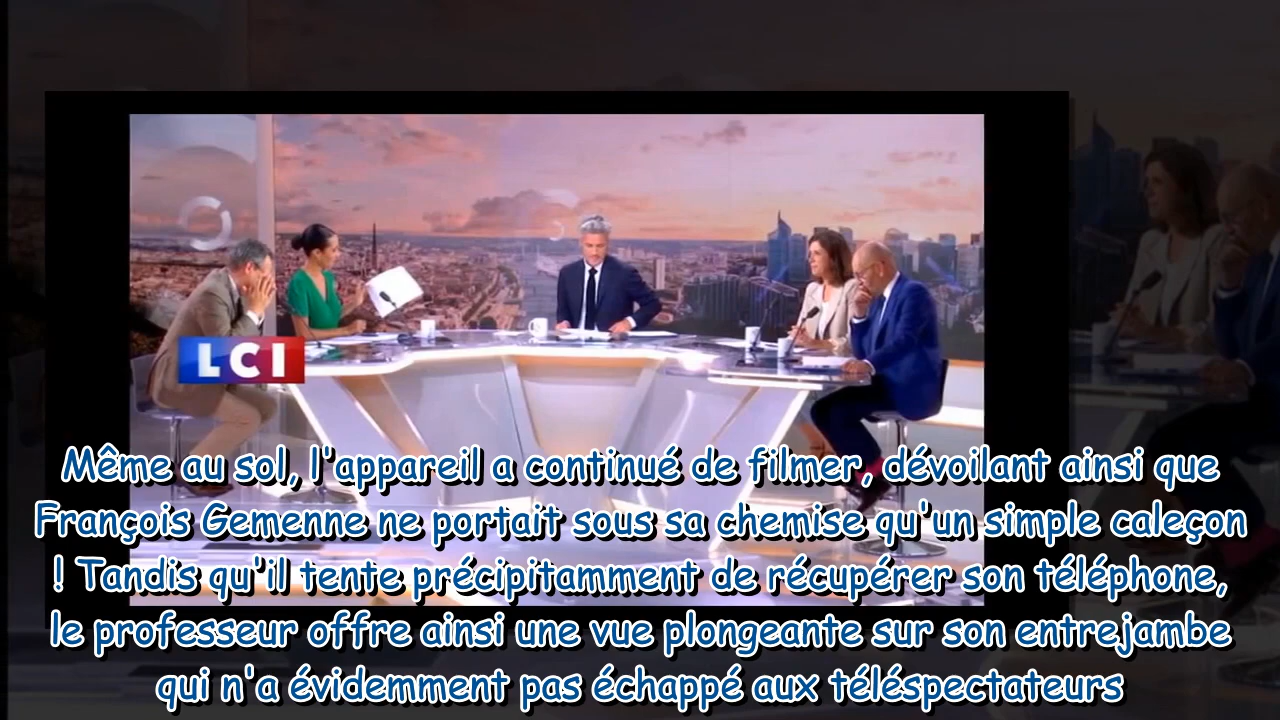 LCI
Même au sol, l'appareil a continué de filmer, dévoilant ainsi que
François Gemenne ne portait sous sa chemise qu'un simple caleçon
! Tandis qu'il tente précipitamment de récupérer son téléphone,
le professeur offre ainsi une vue plongeante sur son entrejambe
qui n'a évidemment pas échappé aux téléspectateurs